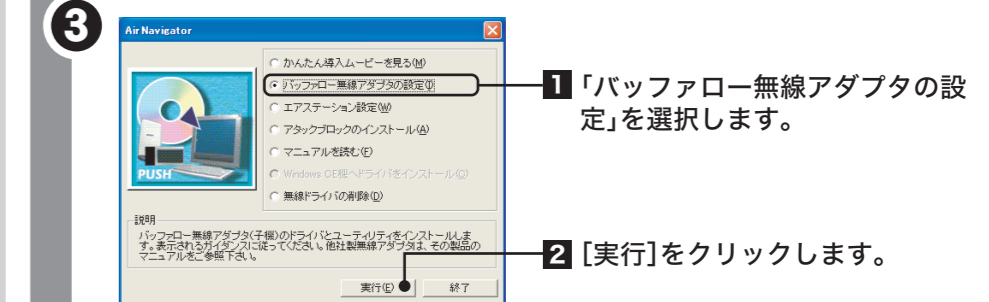 3
Air Navigator
かんたん導入ムービーを見る(M)
バッファロー無線アダプタの設定(I)
エアステーション設定(W)
アタックブロックのインストール(A)
マニュアルを読む(F)
Windows CE機へドライバをインストール(C)
無線ドライバの削除(D)
PUSH
説明
バッファロー無線アダプタ(子機)のドライバとユーティリティをインストールしま
す。表示されるガイダンスに従ってください。他社製無線アダプタは、その製品の
マニュアルをご参照下さい。
実行(E)
終了
1 「バッファロー無線アダプタの設
定」を選択します。
2 [実行]をクリックします。